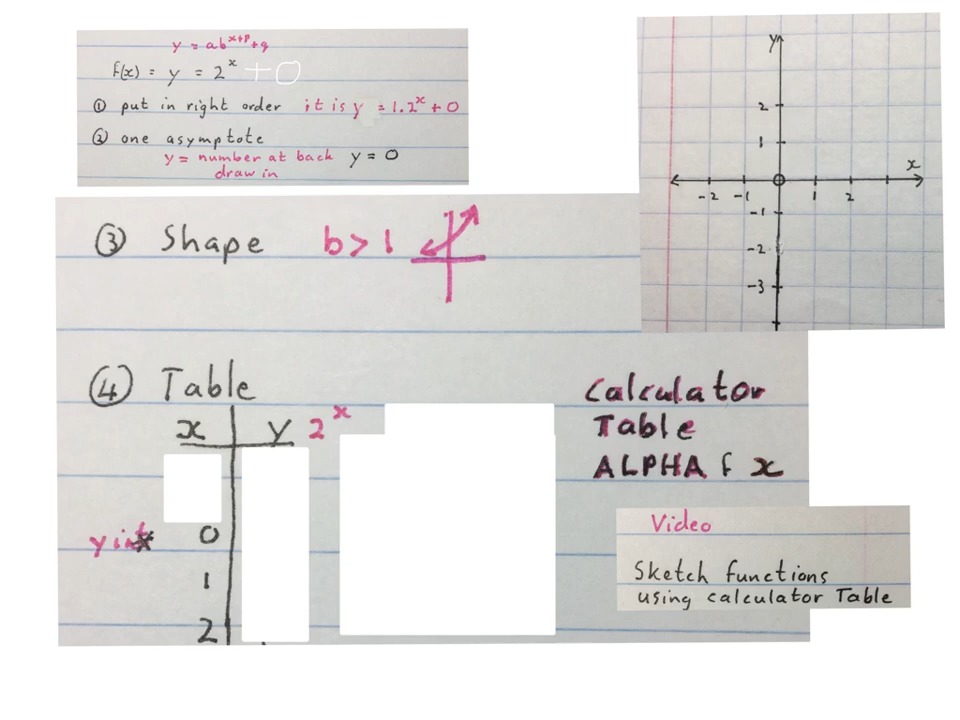 y = ab^x+p + q
f(x) = y = 2^x + 0
① put in right order it is y = 1.2^x + 0
② one asymptote
y = number at back y = 0
draw in
③ Shape b > 1
④ Table
x y 2^x
y int 0
1
2
Calculator
Table
ALPHA f x
Video
Sketch functions
using calculator Table
y
2
1
x
-2 -1 0 1 2
-1
-2
-3